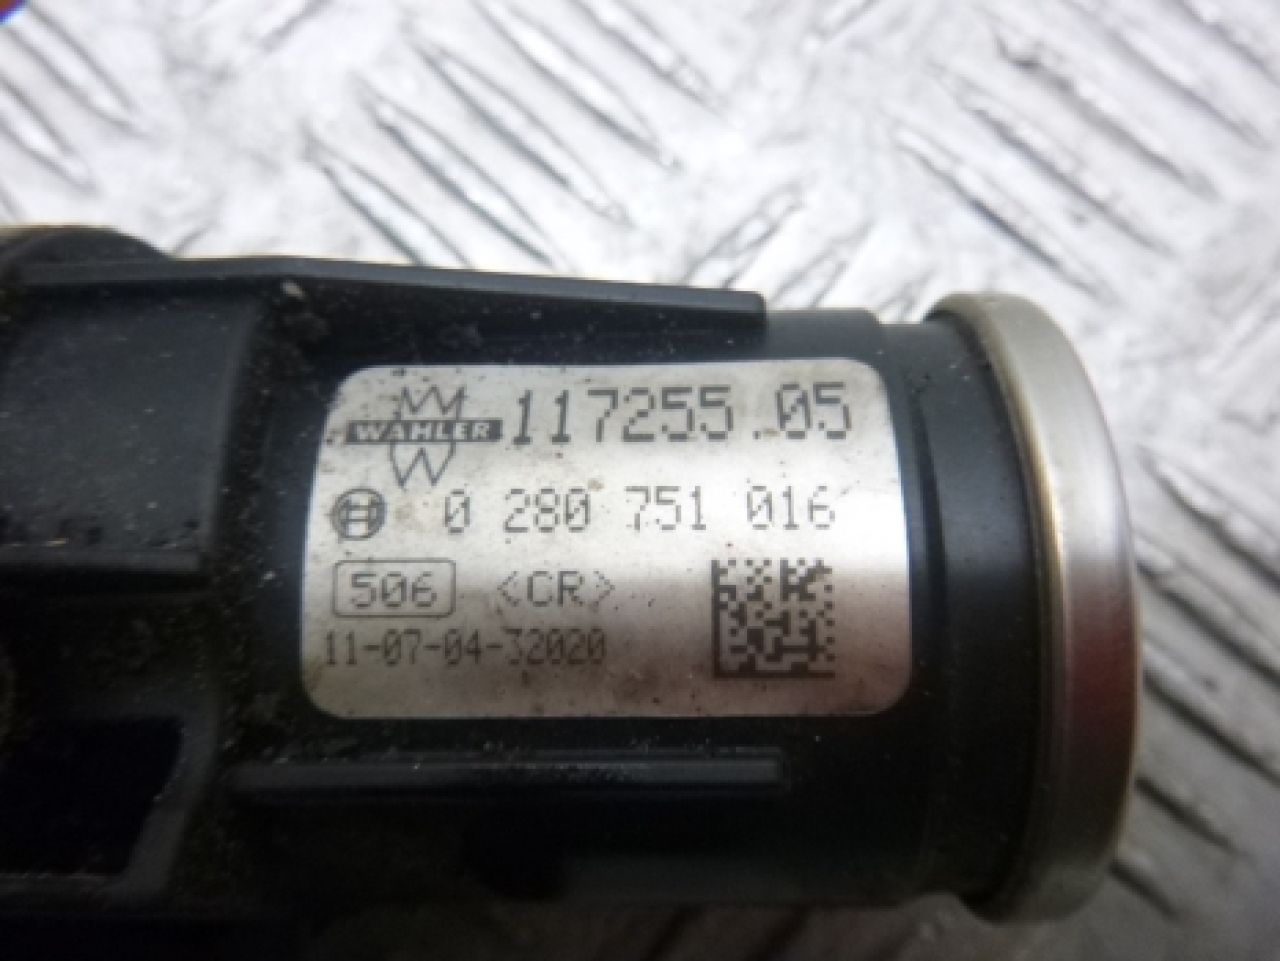 WAHLER 117255.05
0 280 751 016
506 <CR>
11-07-04-32020